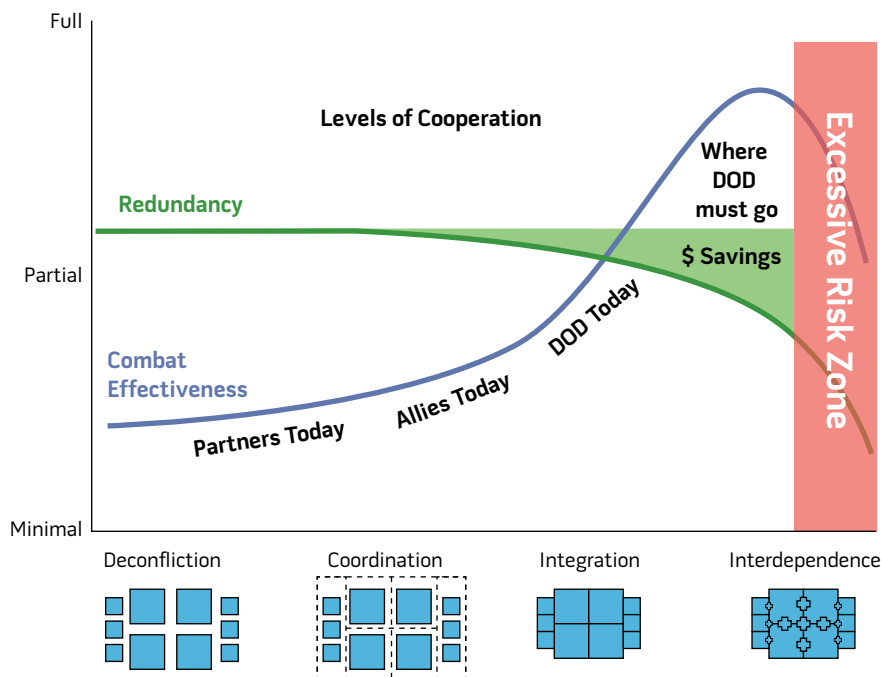 Full
Levels of Cooperation
Where
DOD
must go
Redundancy
$ Savings
Partial
DOD Today
Combat
Effectiveness
Allies Today
Partners Today
Excessive Risk Zone
Minimal
Deconfliction
Coordination
Integration
Interdependence